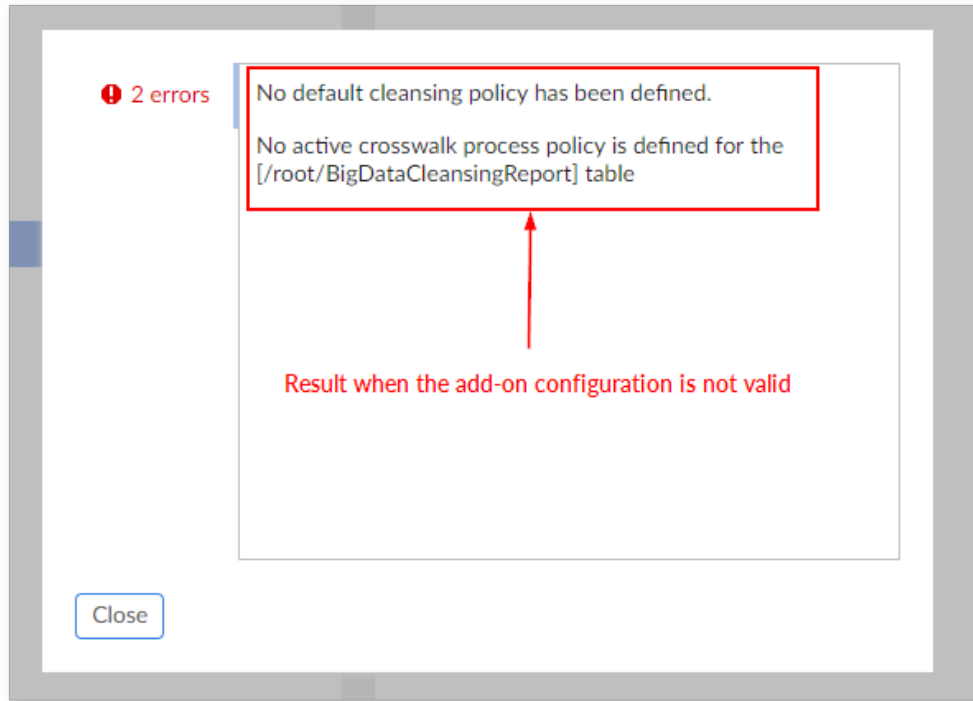 2 errors
No default cleansing policy has been defined.
No active crosswalk process policy is defined for the
[/root/BigDataCleansingReport] table
Result when the add-on configuration is not valid
Close